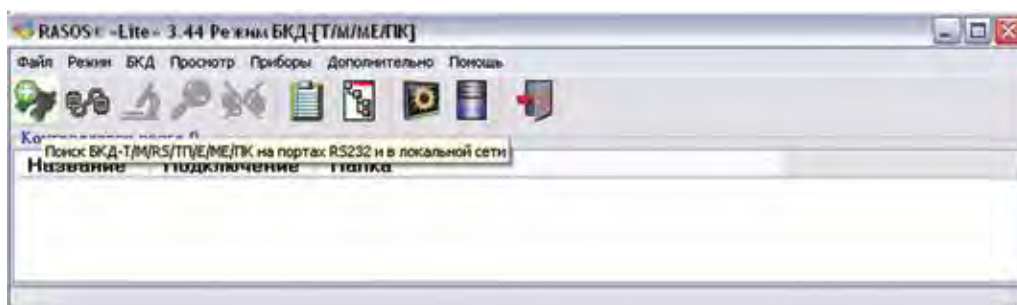 RASOS© «Lite» 3.44 Режим БКД-[Т/М/МЕ/ПК]
Файл Режим БКД Просмотр Приборы Дополнительно Помощь
Поиск БКД-Т/М/RS/ТП/Е/МЕ/ПК на портах RS232 и в локальной сети
Название Подключение Папка